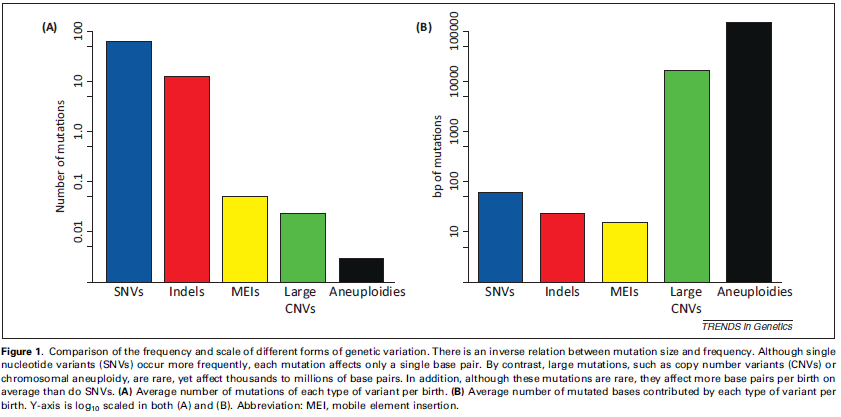 (A)
100
10
1.0
0.1
0.01
Number of mutations
SNVs Indels MEIs Large CNVs Aneuploidies
(B)
100000
10000
1000
100
10
bp of mutations
SNVs Indels MEIs Large CNVs Aneuploidies
TRENDS in Genetics
Figure 1. Comparison of the frequency and scale of different forms of genetic variation. There is an inverse relation between mutation size and frequency. Although single
nucleotide variants (SNVs) occur more frequently, each mutation affects only a single base pair. By contrast, large mutations, such as copy number variants (CNVs) or
chromosomal aneuploidy, are rare, yet affect thousands to millions of base pairs. In addition, although these mutations are rare, they affect more base pairs per birth on
average than do SNVs. (A) Average number of mutations of each type of variant per birth. (B) Average number of mutated bases contributed by each type of variant per
birth. Y-axis is log10 scaled in both (A) and (B). Abbreviation: MEI, mobile element insertion.